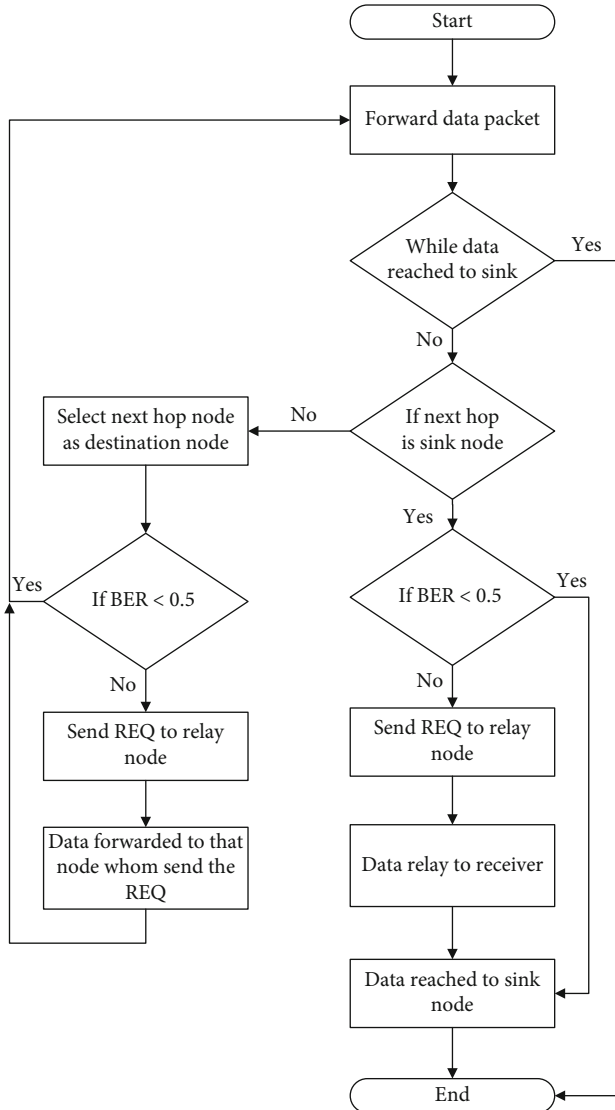 Start
Forward data packet
While data
reached to sink
Yes
No
If next hop
is sink node
No
Select next hop node
as destination node
Yes
If BER < 0.5
Yes
If BER < 0.5
Yes
No
Send REQ to relay
node
No
Send REQ to relay
node
Data forwarded to that
node whom send the
REQ
Data relay to receiver
Data reached to sink
node
End